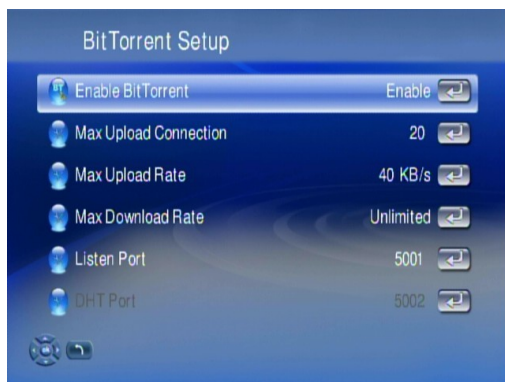 BitTorrent Setup
Enable BitTorrent Enable
Max Upload Connection 20
Max Upload Rate 40 KB/s
Max Download Rate Unlimited
Listen Port 5001
DHT Port 5002